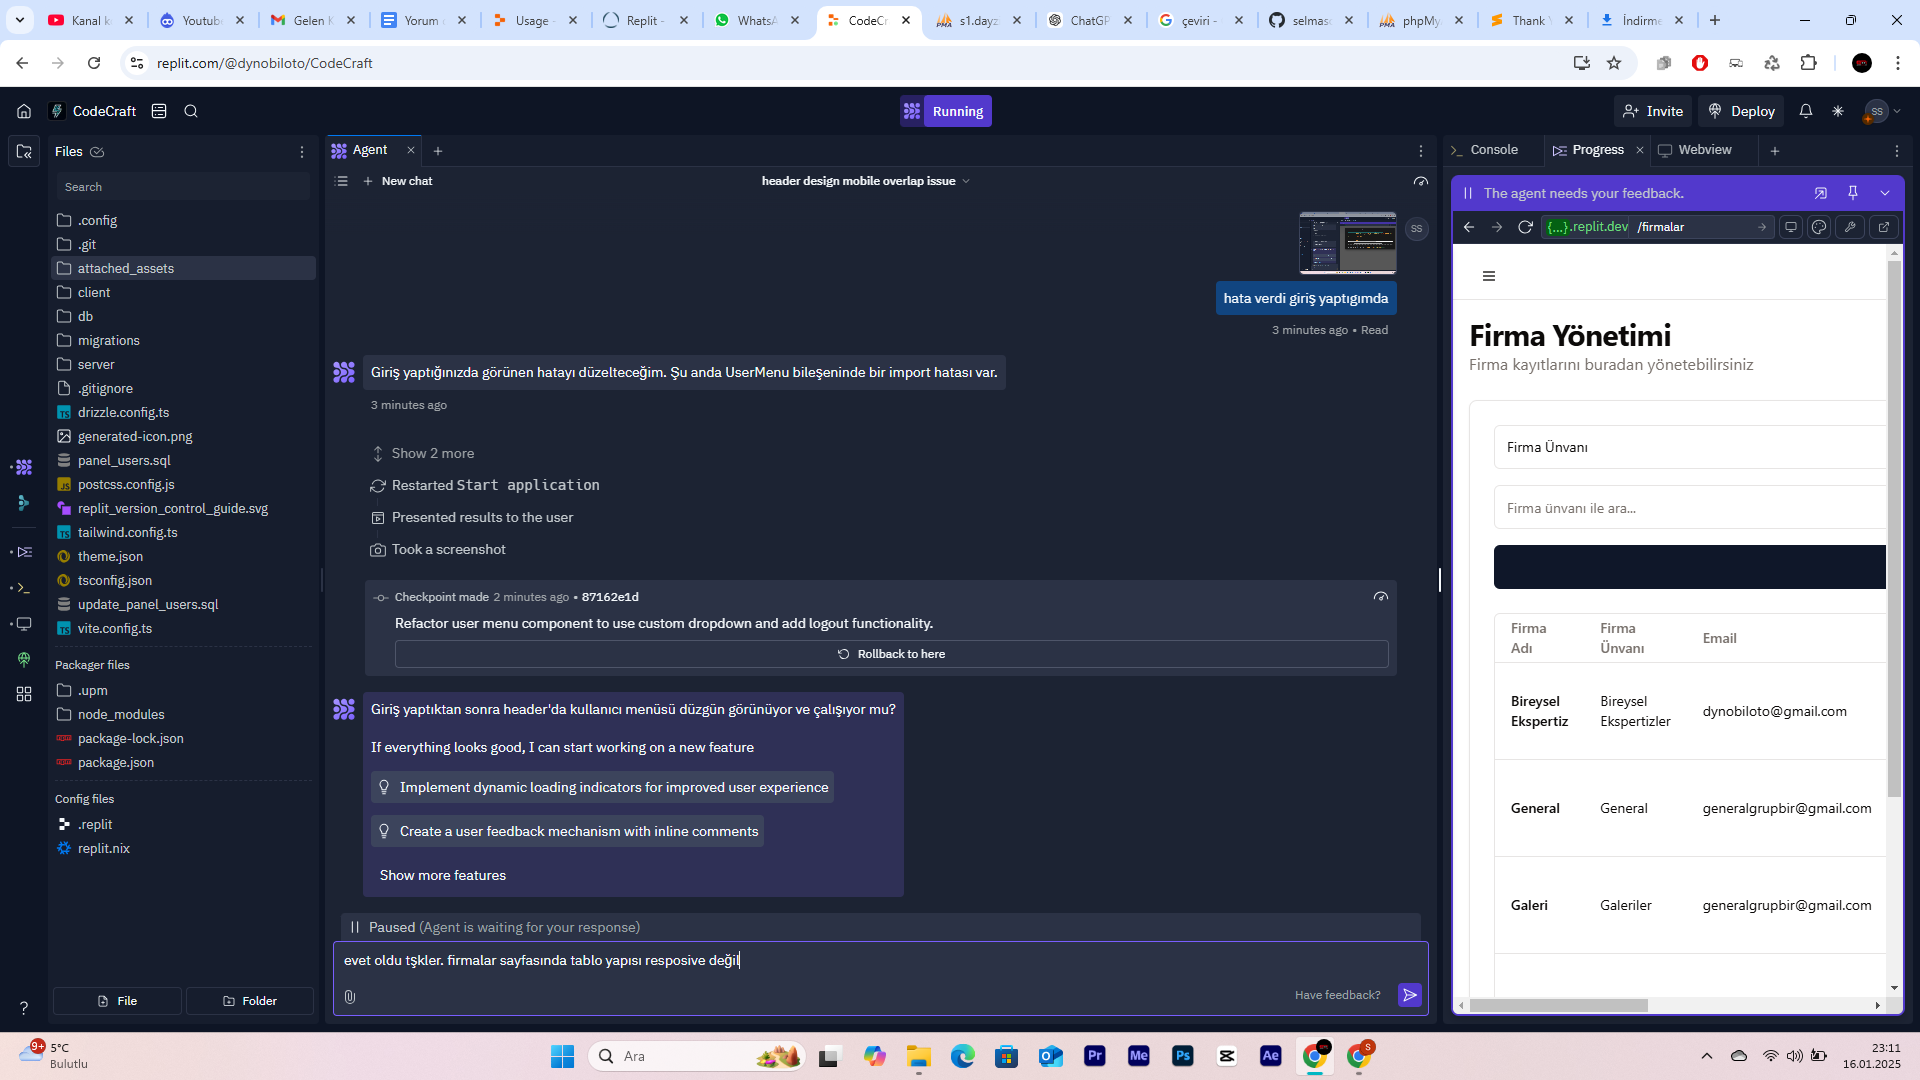 Kanal k
Youtub
Gelen K
Yorum
Usage -
Replit -
WhatsA
CodeCr
s1.dayz
ChatGP
çeviri -
selmas
phpMy
Thank
İndirme
replit.com/@dynobiloto/CodeCraft
CodeCraft
Running
Invite
Deploy
SS
Files
Search
.config
.git
attached_assets
client
db
migrations
server
.gitignore
drizzle.config.ts
generated-icon.png
panel_users.sql
postcss.config.js
replit_version_control_guide.svg
tailwind.config.ts
theme.json
tsconfig.json
update_panel_users.sql
vite.config.ts
Packager files
.upm
node_modules
package-lock.json
package.json
Config files
.replit
replit.nix
File
Folder
Agent
New chat
header design mobile overlap issue
SS
hata verdi giriş yaptıgımda
3 minutes ago • Read
Giriş yaptığınızda görünen hatayı düzelteceğim. Şu anda UserMenu bileşeninde bir import hatası var.
3 minutes ago
Show 2 more
Restarted Start application
Presented results to the user
Took a screenshot
Checkpoint made 2 minutes ago • 87162e1d
Refactor user menu component to use custom dropdown and add logout functionality.
Rollback to here
Giriş yaptıktan sonra header'da kullanıcı menüsü düzgün görünüyor ve çalışıyor mu?
If everything looks good, I can start working on a new feature
Implement dynamic loading indicators for improved user experience
Create a user feedback mechanism with inline comments
Show more features
Paused (Agent is waiting for your response)
evet oldu tşkler. firmalar sayfasında tablo yapısı resposive değil
Have feedback?
Console
Progress
Webview
The agent needs your feedback.
{...}.replit.dev /firmalar
Firma Yönetimi
Firma kayıtlarını buradan yönetebilirsiniz
Firma Ünvanı
Firma ünvanı ile ara...
Firma Adı
Firma Ünvanı
Email
Bireysel Ekspertiz
Bireysel Ekspertizler
dynobiloto@gmail.com
General
General
generalgrupbir@gmail.com
Galeri
Galeriler
generalgrupbir@gmail.com
9+
5°C
Bulutlu
Ara
Pr
Me
Ps
Ae
S
23:11
16.01.2025